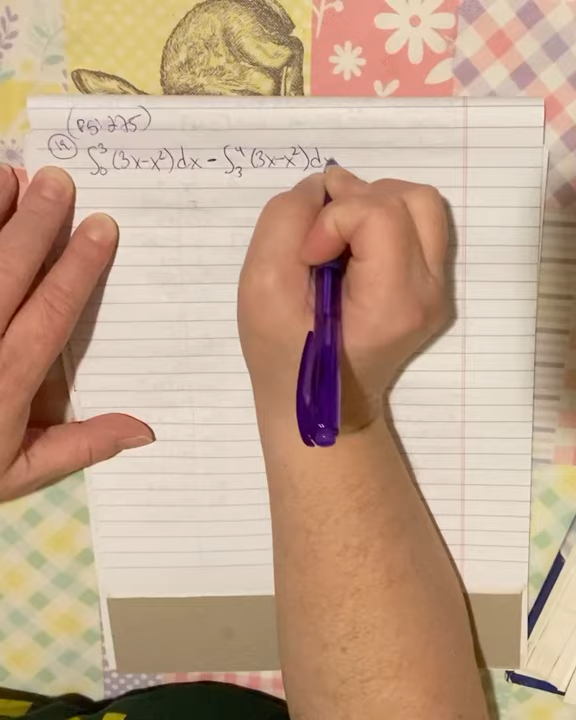 (Pg. 225)
19 ∫₀³ (3x-x²)dx - ∫₃⁴ (3x-x²)dx